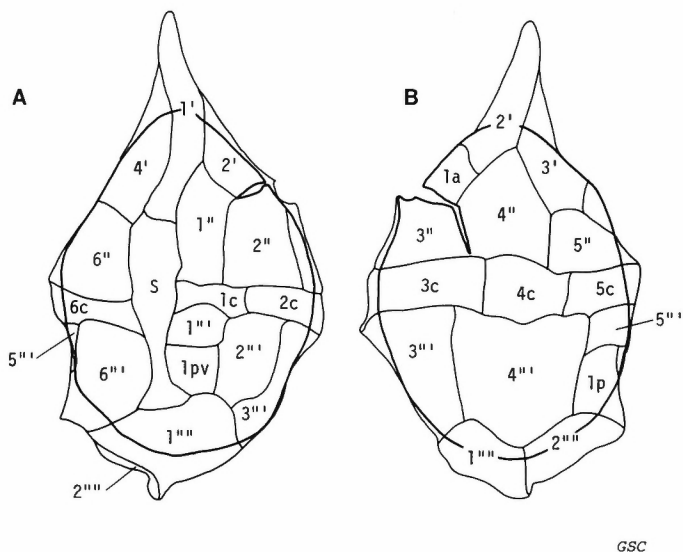 A
1'
4'
2'
1"
2"
6"
S
6c
1c
2c
1"'
5"'
6"'
2"'
1pv
3"'
1""
2""
B
2'
1a
3'
4"
3"
5"
3c
4c
5c
5"'
3"'
4"'
1p
1""
2""
GSC